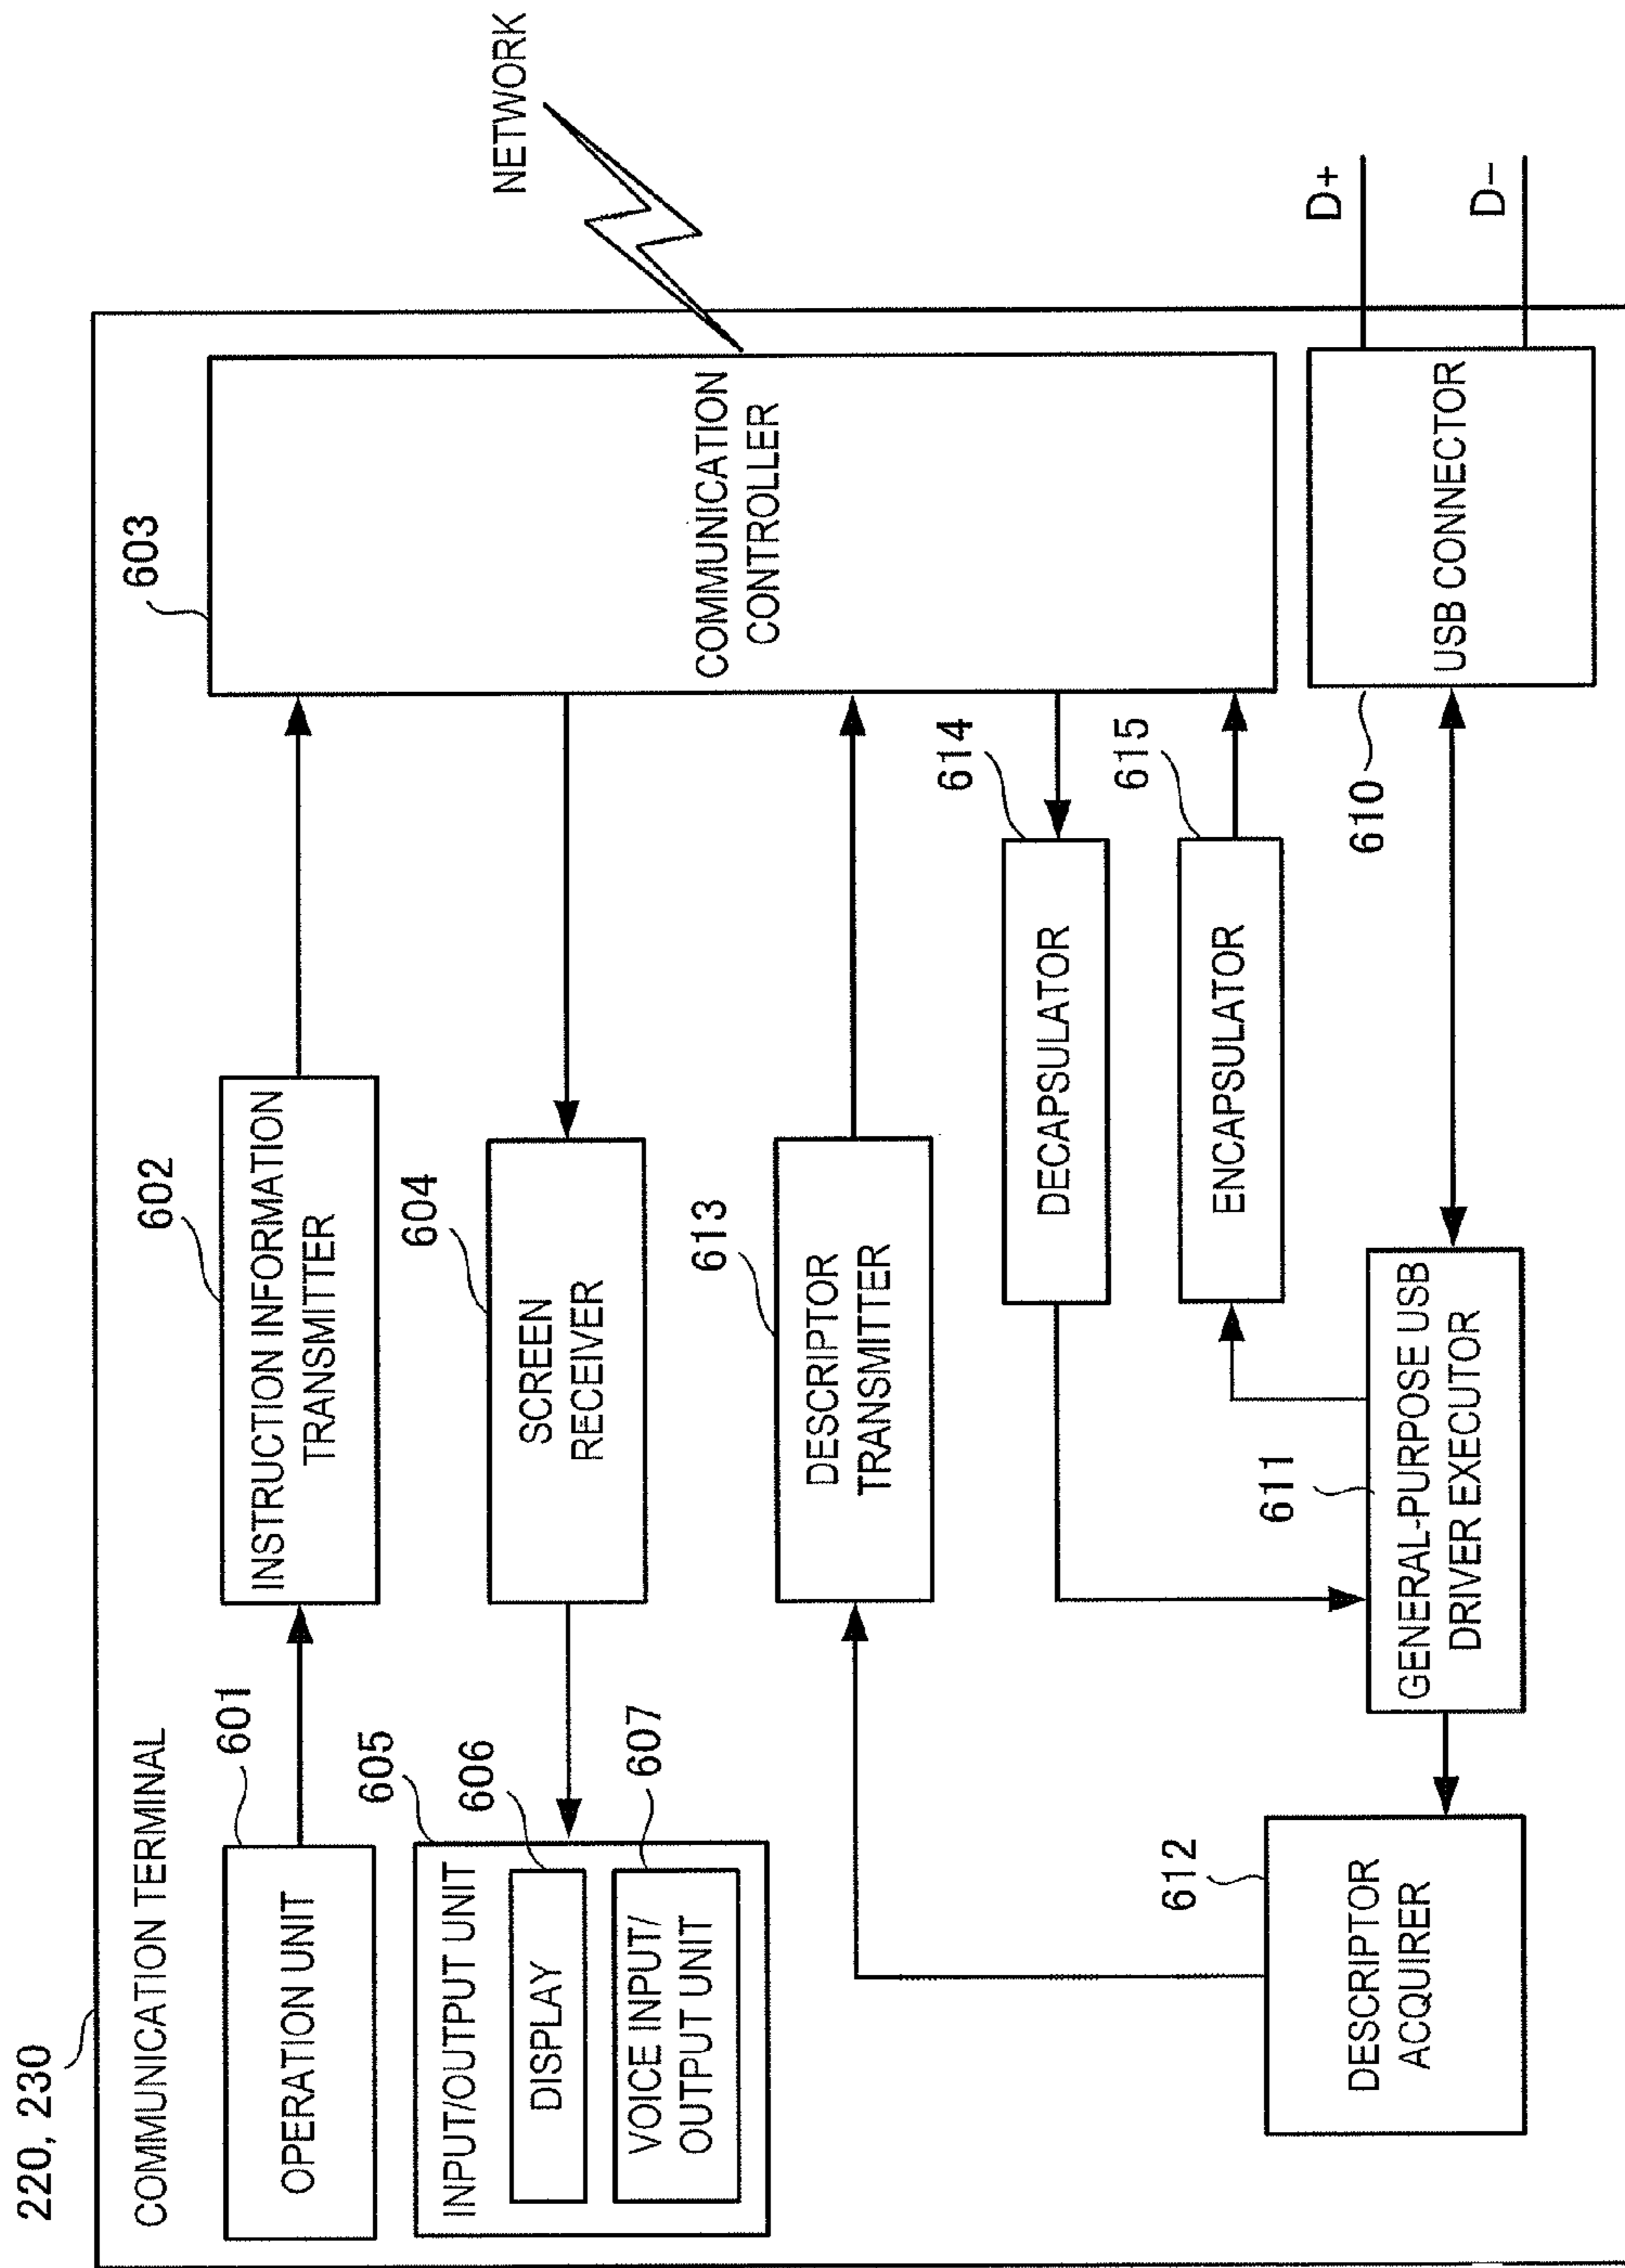 220, 230
COMMUNICATION TERMINAL
601
OPERATION UNIT
602
INSTRUCTION INFORMATION
TRANSMITTER
603
COMMUNICATION
CONTROLLER
NETWORK
605
INPUT/OUTPUT UNIT
606
DISPLAY
607
VOICE INPUT/
OUTPUT UNIT
604
SCREEN
RECEIVER
613
DESCRIPTOR
TRANSMITTER
614
DECAPSULATOR
615
ENCAPSULATOR
612
DESCRIPTOR
ACQUIRER
611
GENERAL-PURPOSE USB
DRIVER EXECUTOR
610
USB CONNECTOR
D+
D−